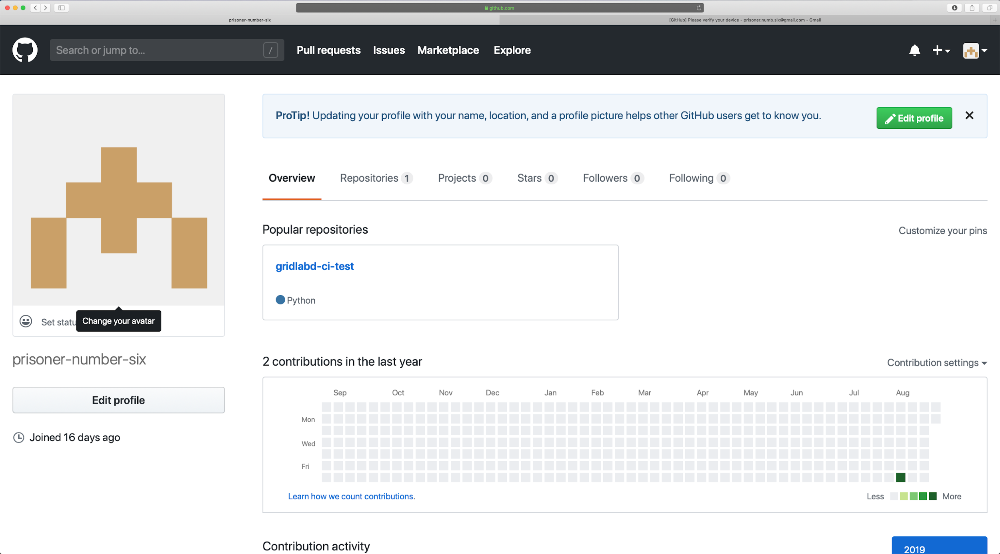 github.com
prisoner-number-six
[GitHub] Please verify your device - prisoner.numb.six@gmail.com - Gmail
Search or jump to...
/
Pull requests
Issues
Marketplace
Explore
ProTip! Updating your profile with your name, location, and a profile picture helps other GitHub users get to know you.
Edit profile
Overview
Repositories 1
Projects 0
Stars 0
Followers 0
Following 0
Popular repositories
Customize your pins
gridlabd-ci-test
Python
Set statu
Change your avatar
prisoner-number-six
Edit profile
Joined 16 days ago
2 contributions in the last year
Contribution settings
Sep Oct Nov Dec Jan Feb Mar Apr May Jun Jul Aug
Mon
Wed
Fri
Learn how we count contributions.
Less
More
Contribution activity
2019